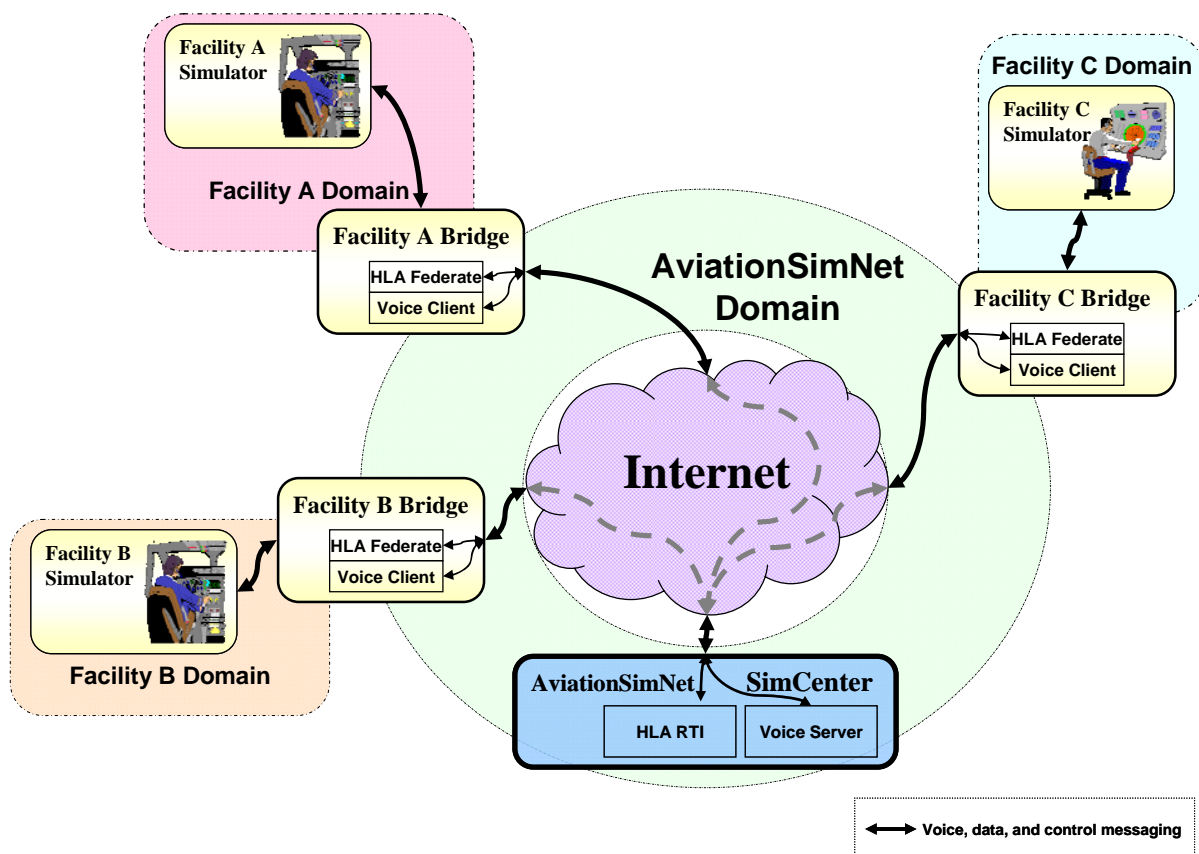 Facility A
Simulator
Facility A Domain
Facility A Bridge
HLA Federate
Voice Client
Facility C Domain
Facility C
Simulator
Facility C Bridge
HLA Federate
Voice Client
AviationSimNet
Domain
Internet
Facility B Bridge
HLA Federate
Voice Client
Facility B
Simulator
Facility B Domain
AviationSimNet SimCenter
HLA RTI
Voice Server
Voice, data, and control messaging